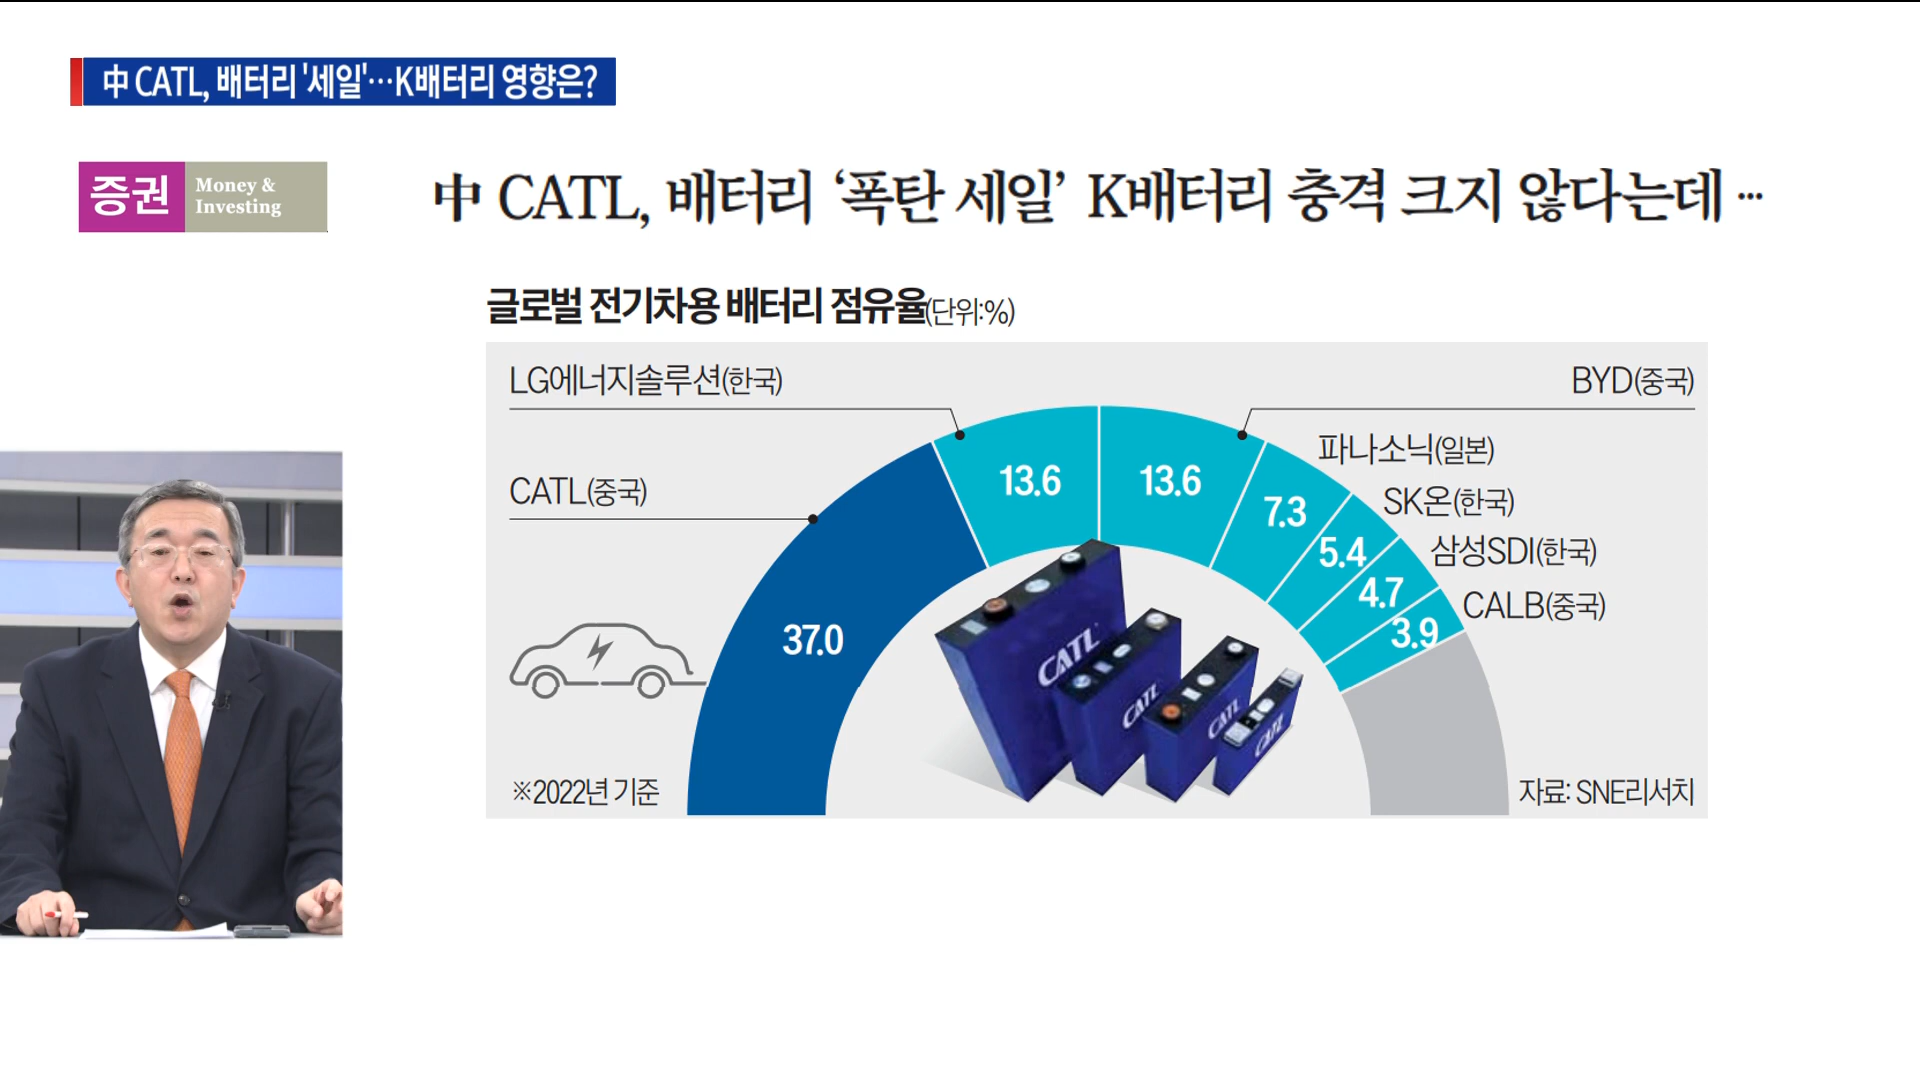 中 CATL, 배터리 '세일'…K배터리 영향은?
증권
Money &
Investing
中 CATL, 배터리 ‘폭탄 세일’ K배터리 충격 크지 않다는데 …
글로벌 전기차용 배터리 점유율(단위:%)
LG에너지솔루션(한국)
BYD(중국)
CATL(중국)
파나소닉(일본)
SK온(한국)
삼성SDI(한국)
CALB(중국)
37.0
13.6
13.6
7.3
5.4
4.7
3.9
CATL
CATL
CATL
CATL
※2022년 기준
자료: SNE리서치